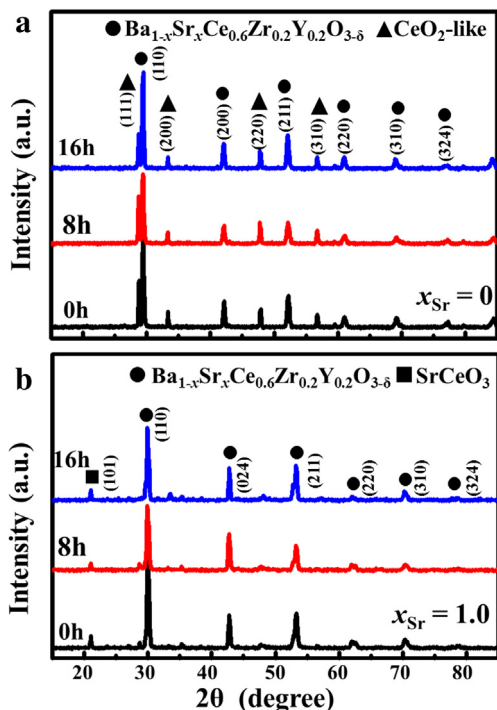 a
● Ba1-xSrxCe0.6Zr0.2Y0.2O3-δ ▲ CeO2-like
(111)
(110)
(200)
(200)
(220)
(211)
(310)
(220)
(310)
(324)
16h
8h
0h
xSr = 0
Intensity (a.u.)
b
● Ba1-xSrxCe0.6Zr0.2Y0.2O3-δ ■ SrCeO3
(101)
(110)
(024)
(211)
(220)
(310)
(324)
16h
8h
0h
xSr = 1.0
Intensity (a.u.)
20 30 40 50 60 70 80
2θ (degree)